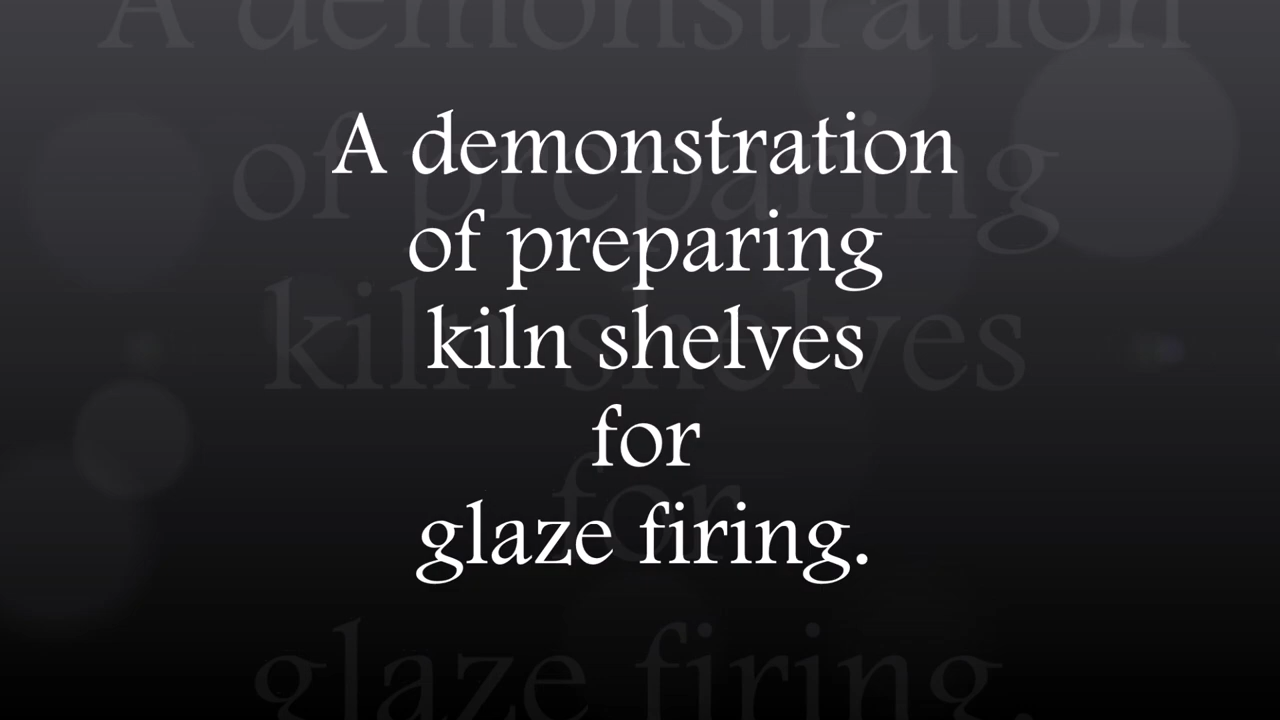 A demonstration
of preparing
kiln shelves
for
glaze firing.